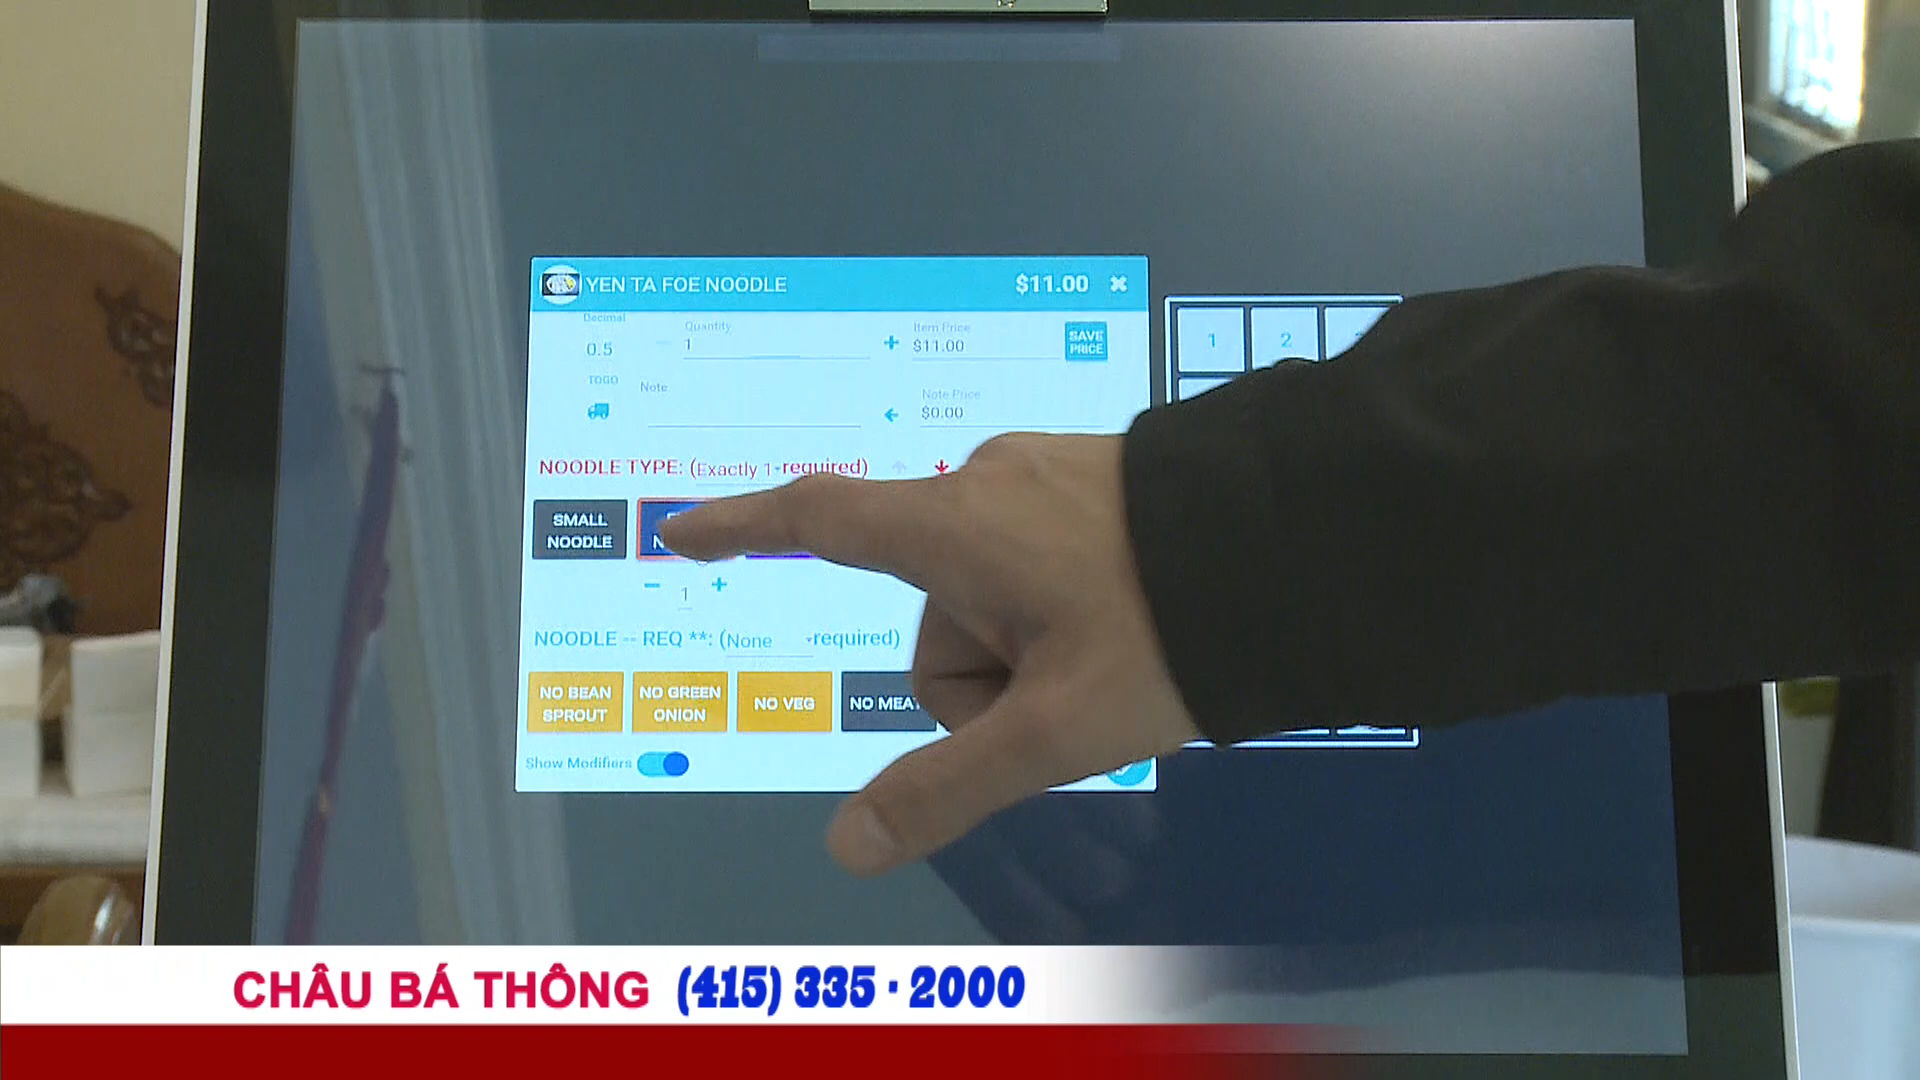 YEN TA FOE NOODLE $11.00
Decimal Quantity Item Price
0.5 1 $11.00 SAVE PRICE
TOGO Note Note Price
$0.00
NOODLE TYPE: (Exactly 1 -required)
SMALL
NOODLE
1
NOODLE -- REQ **: (None -required)
NO BEAN
SPROUT
NO GREEN
ONION
NO VEG
NO MEAT
Show Modifiers
1 2
CHÂU BÁ THÔNG (415) 335 · 2000